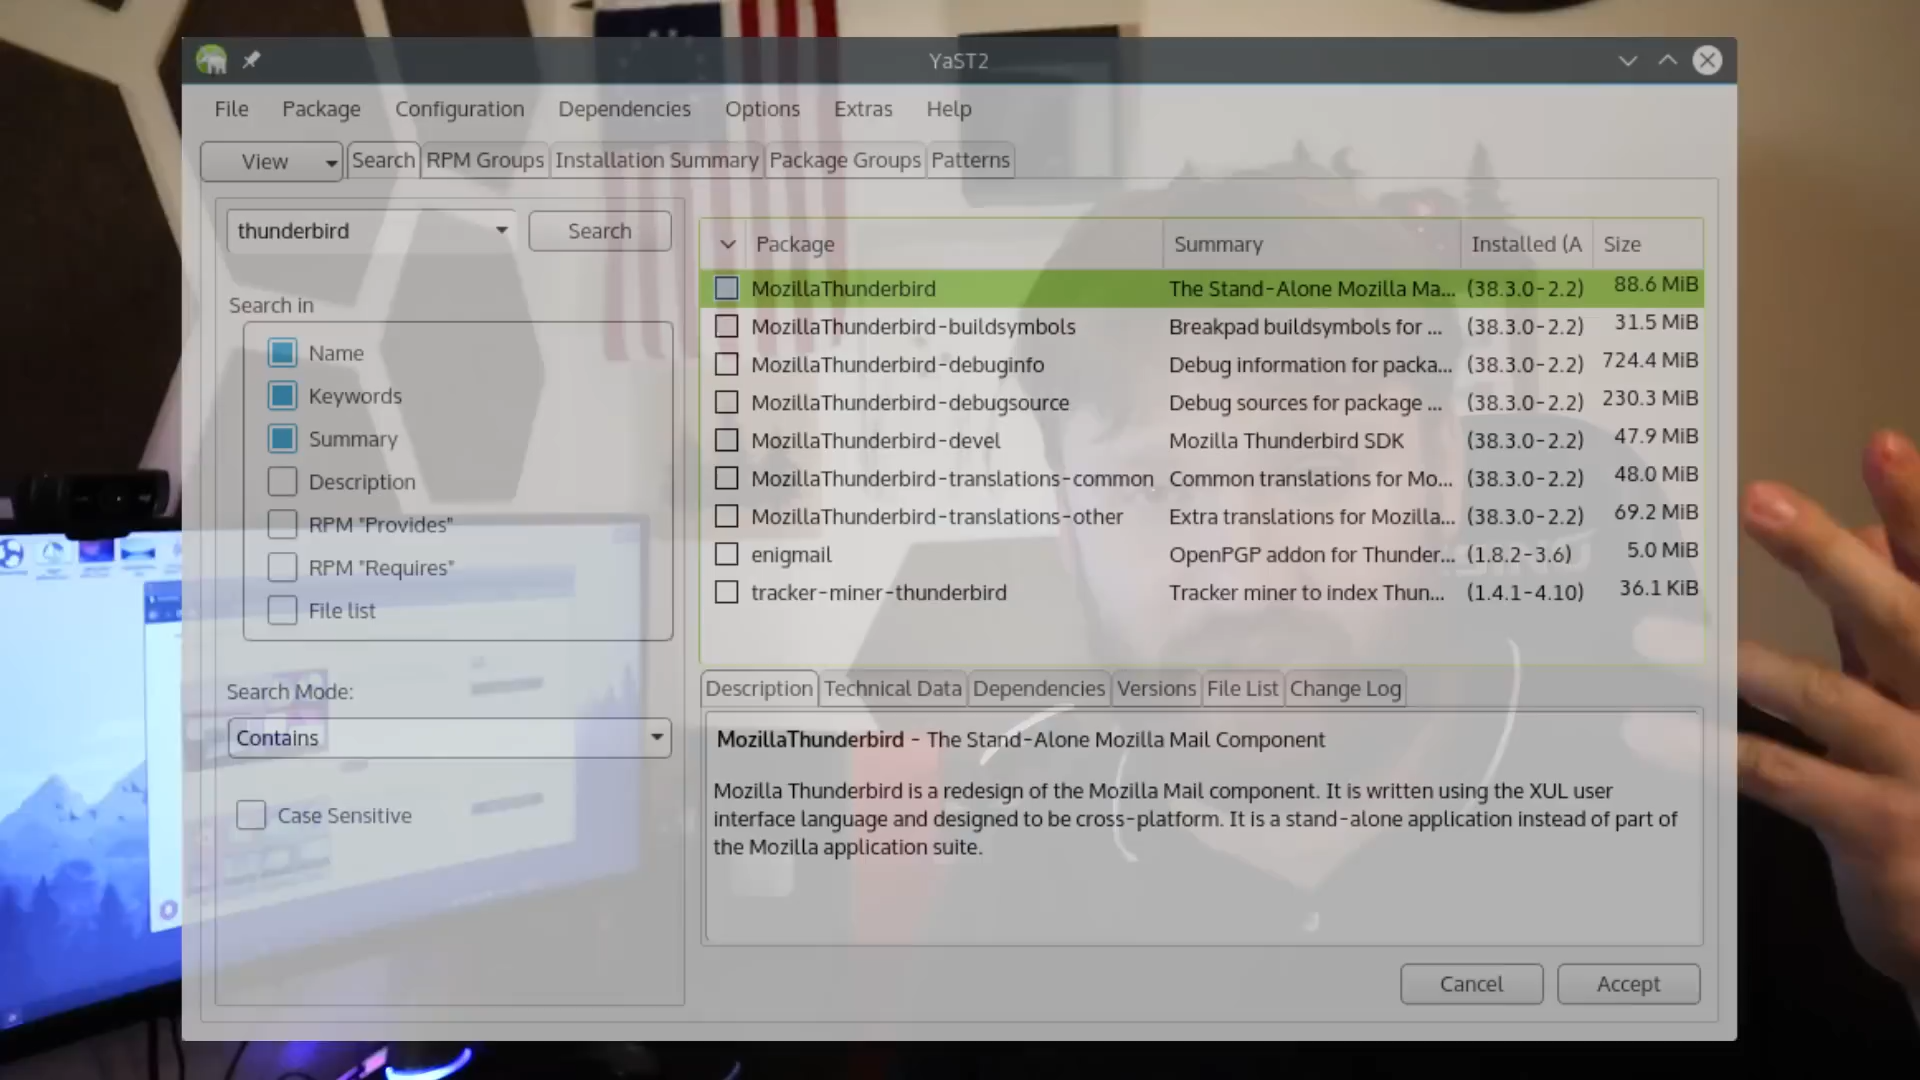 YaST2
File Package Configuration Dependencies Options Extras Help
View Search RPM Groups Installation Summary Package Groups Patterns
thunderbird Search
Search in
Name
Keywords
Summary
Description
RPM "Provides"
RPM "Requires"
File list
Search Mode:
Contains
Case Sensitive
Package Summary Installed (A Size
MozillaThunderbird The Stand-Alone Mozilla Ma... (38.3.0-2.2) 88.6 MiB
MozillaThunderbird-buildsymbols Breakpad buildsymbols for ... (38.3.0-2.2) 31.5 MiB
MozillaThunderbird-debuginfo Debug information for packa... (38.3.0-2.2) 724.4 MiB
MozillaThunderbird-debugsource Debug sources for package ... (38.3.0-2.2) 230.3 MiB
MozillaThunderbird-devel Mozilla Thunderbird SDK (38.3.0-2.2) 47.9 MiB
MozillaThunderbird-translations-common Common translations for Mo... (38.3.0-2.2) 48.0 MiB
MozillaThunderbird-translations-other Extra translations for Mozilla... (38.3.0-2.2) 69.2 MiB
enigmail OpenPGP addon for Thunder... (1.8.2-3.6) 5.0 MiB
tracker-miner-thunderbird Tracker miner to index Thun... (1.4.1-4.10) 36.1 KiB
Description Technical Data Dependencies Versions File List Change Log
MozillaThunderbird - The Stand-Alone Mozilla Mail Component
Mozilla Thunderbird is a redesign of the Mozilla Mail component. It is written using the XUL user
interface language and designed to be cross-platform. It is a stand-alone application instead of part of
the Mozilla application suite.
Cancel Accept